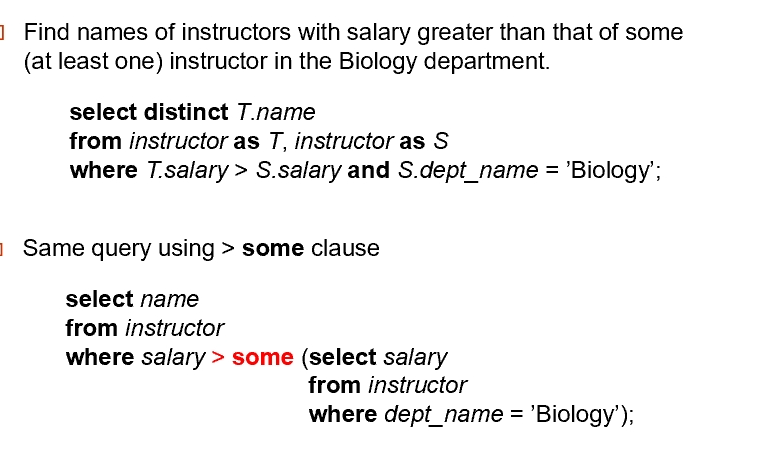 Find names of instructors with salary greater than that of some
(at least one) instructor in the Biology department.
select distinct T.name
from instructor as T, instructor as S
where T.salary > S.salary and S.dept_name = ’Biology’;
Same query using > some clause
select name
from instructor
where salary > some (select salary
from instructor
where dept_name = ’Biology’);